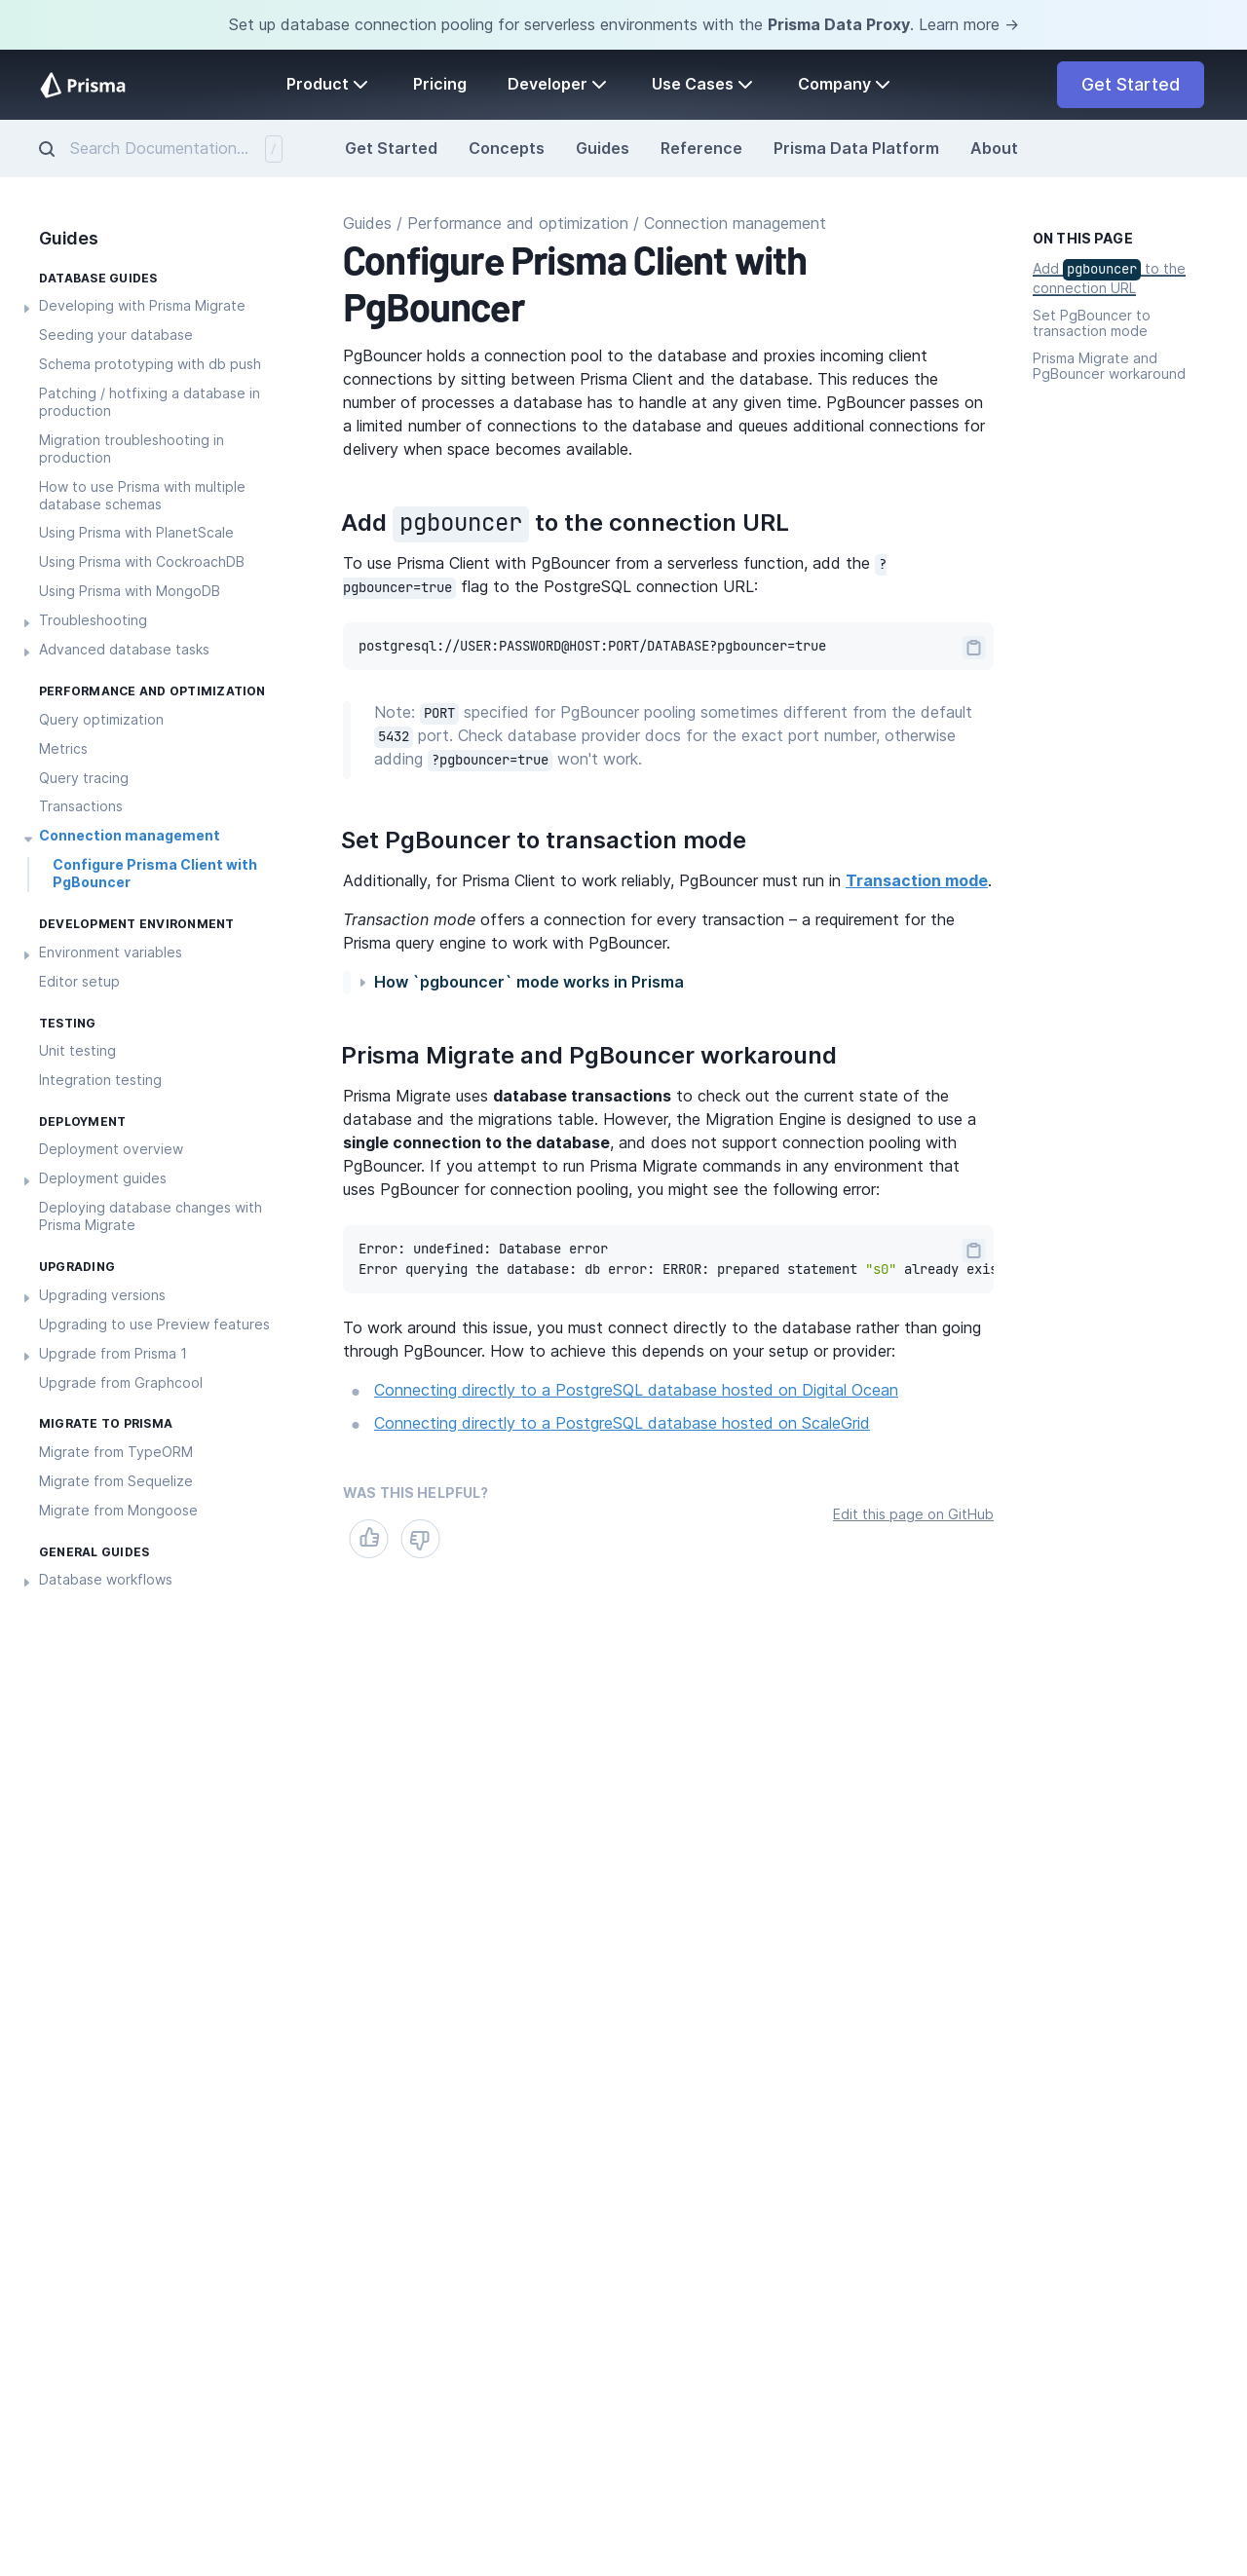 Set up database connection pooling for serverless environments with the Prisma Data Proxy. Learn more →
Prisma
Product
Pricing
Developer
Use Cases
Company
Get Started
Search Documentation...
/
Get Started
Concepts
Guides
Reference
Prisma Data Platform
About
Guides
DATABASE GUIDES
Developing with Prisma Migrate
Seeding your database
Schema prototyping with db push
Patching / hotfixing a database in
production
Migration troubleshooting in
production
How to use Prisma with multiple
database schemas
Using Prisma with PlanetScale
Using Prisma with CockroachDB
Using Prisma with MongoDB
Troubleshooting
Advanced database tasks
PERFORMANCE AND OPTIMIZATION
Query optimization
Metrics
Query tracing
Transactions
Connection management
Configure Prisma Client with
PgBouncer
DEVELOPMENT ENVIRONMENT
Environment variables
Editor setup
TESTING
Unit testing
Integration testing
DEPLOYMENT
Deployment overview
Deployment guides
Deploying database changes with
Prisma Migrate
UPGRADING
Upgrading versions
Upgrading to use Preview features
Upgrade from Prisma 1
Upgrade from Graphcool
MIGRATE TO PRISMA
Migrate from TypeORM
Migrate from Sequelize
Migrate from Mongoose
GENERAL GUIDES
Database workflows
Guides / Performance and optimization / Connection management
Configure Prisma Client with
PgBouncer
PgBouncer holds a connection pool to the database and proxies incoming client
connections by sitting between Prisma Client and the database. This reduces the
number of processes a database has to handle at any given time. PgBouncer passes on
a limited number of connections to the database and queues additional connections for
delivery when space becomes available.
Add pgbouncer to the connection URL
To use Prisma Client with PgBouncer from a serverless function, add the ?
pgbouncer=true flag to the PostgreSQL connection URL:
postgresql://USER:PASSWORD@HOST:PORT/DATABASE?pgbouncer=true
Note: PORT specified for PgBouncer pooling sometimes different from the default
5432 port. Check database provider docs for the exact port number, otherwise
adding ?pgbouncer=true won't work.
Set PgBouncer to transaction mode
Additionally, for Prisma Client to work reliably, PgBouncer must run in Transaction mode.
Transaction mode offers a connection for every transaction – a requirement for the
Prisma query engine to work with PgBouncer.
How `pgbouncer` mode works in Prisma
Prisma Migrate and PgBouncer workaround
Prisma Migrate uses database transactions to check out the current state of the
database and the migrations table. However, the Migration Engine is designed to use a
single connection to the database, and does not support connection pooling with
PgBouncer. If you attempt to run Prisma Migrate commands in any environment that
uses PgBouncer for connection pooling, you might see the following error:
Error: undefined: Database error
Error querying the database: db error: ERROR: prepared statement "s0" already exis
To work around this issue, you must connect directly to the database rather than going
through PgBouncer. How to achieve this depends on your setup or provider:
Connecting directly to a PostgreSQL database hosted on Digital Ocean
Connecting directly to a PostgreSQL database hosted on ScaleGrid
WAS THIS HELPFUL?
Edit this page on GitHub
ON THIS PAGE
Add pgbouncer to the
connection URL
Set PgBouncer to
transaction mode
Prisma Migrate and
PgBouncer workaround